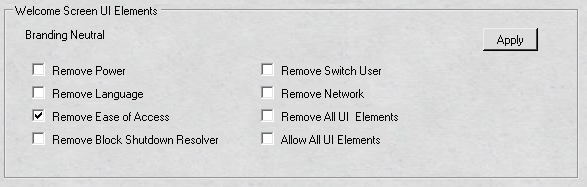 Welcome Screen UI Elements
Branding Neutral
Apply
Remove Power
Remove Switch User
Remove Language
Remove Network
Remove Ease of Access
Remove All UI Elements
Remove Block Shutdown Resolver
Allow All UI Elements